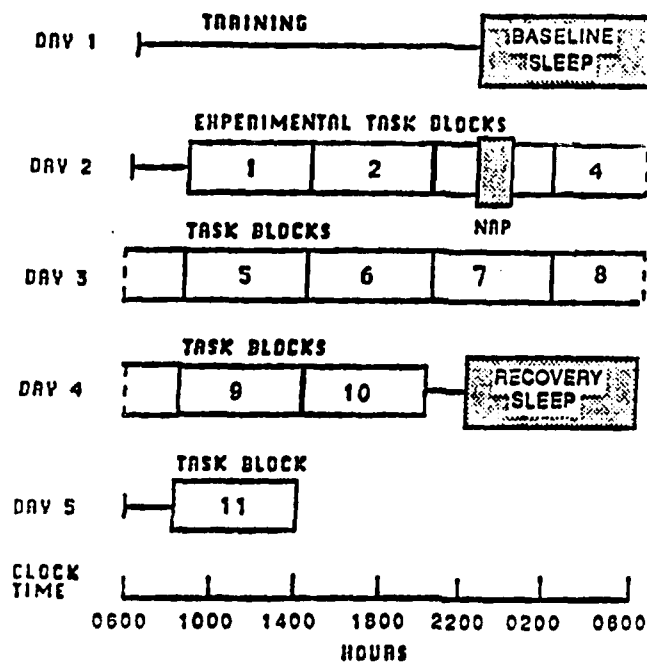 TRAINING
DAY 1
BASELINE
SLEEP
EXPERIMENTAL TASK BLOCKS
DAY 2
1 2 4
NAP
TASK BLOCKS
DAY 3
5 6 7 8
TASK BLOCKS
DAY 4
9 10
RECOVERY
SLEEP
TASK BLOCK
DAY 5
11
CLOCK
TIME
0600 1000 1400 1800 2200 0200 0600
HOURS